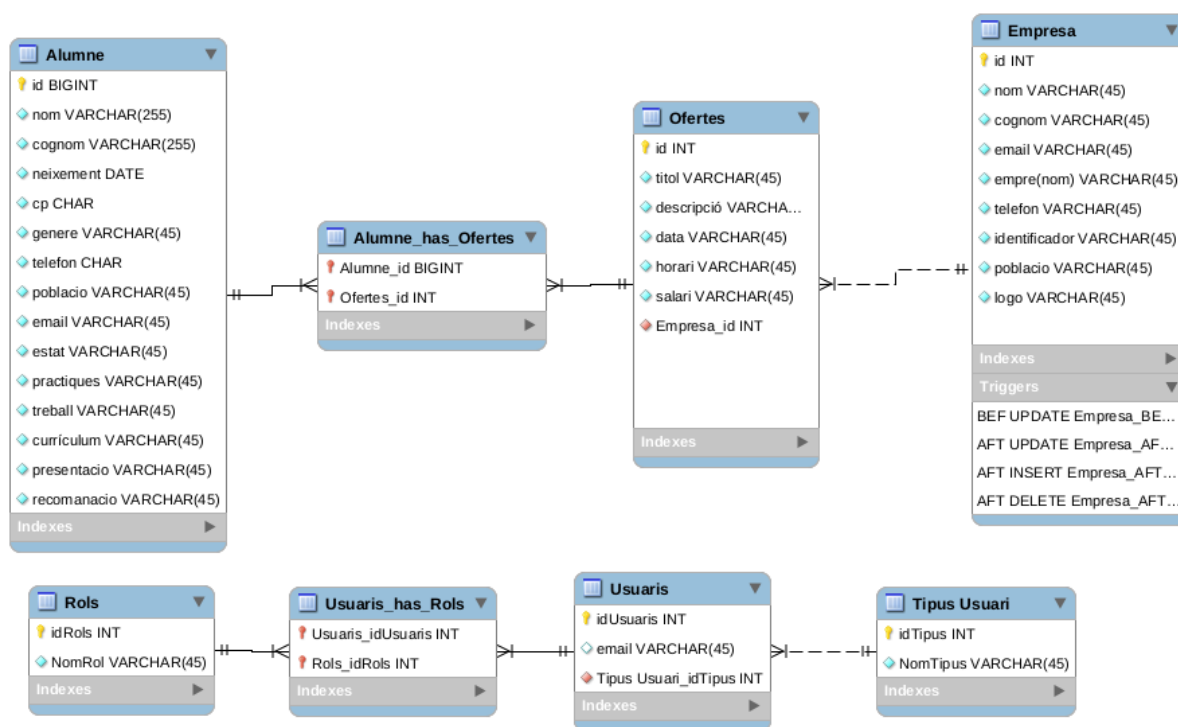 Alumne
id BIGINT
nom VARCHAR(255)
cognom VARCHAR(255)
neixement DATE
cp CHAR
genere VARCHAR(45)
telefon CHAR
poblacio VARCHAR(45)
email VARCHAR(45)
estat VARCHAR(45)
practiques VARCHAR(45)
treball VARCHAR(45)
currículum VARCHAR(45)
presentacio VARCHAR(45)
recomanacio VARCHAR(45)
Indexes
Alumne_has_Ofertes
Alumne_id BIGINT
Ofertes_id INT
Indexes
Ofertes
id INT
titol VARCHAR(45)
descripció VARCHA...
data VARCHAR(45)
horari VARCHAR(45)
salari VARCHAR(45)
Empresa_id INT
Indexes
Empresa
id INT
nom VARCHAR(45)
cognom VARCHAR(45)
email VARCHAR(45)
empre(nom) VARCHAR(45)
telefon VARCHAR(45)
identificador VARCHAR(45)
poblacio VARCHAR(45)
logo VARCHAR(45)
Indexes
Triggers
BEF UPDATE Empresa_BE...
AFT UPDATE Empresa_AF...
AFT INSERT Empresa_AFT...
AFT DELETE Empresa_AFT...
Rols
idRols INT
NomRol VARCHAR(45)
Indexes
Usuaris_has_Rols
Usuaris_idUsuaris INT
Rols_idRols INT
Indexes
Usuaris
idUsuaris INT
email VARCHAR(45)
Tipus Usuari_idTipus INT
Indexes
Tipus Usuari
idTipus INT
NomTipus VARCHAR(45)
Indexes